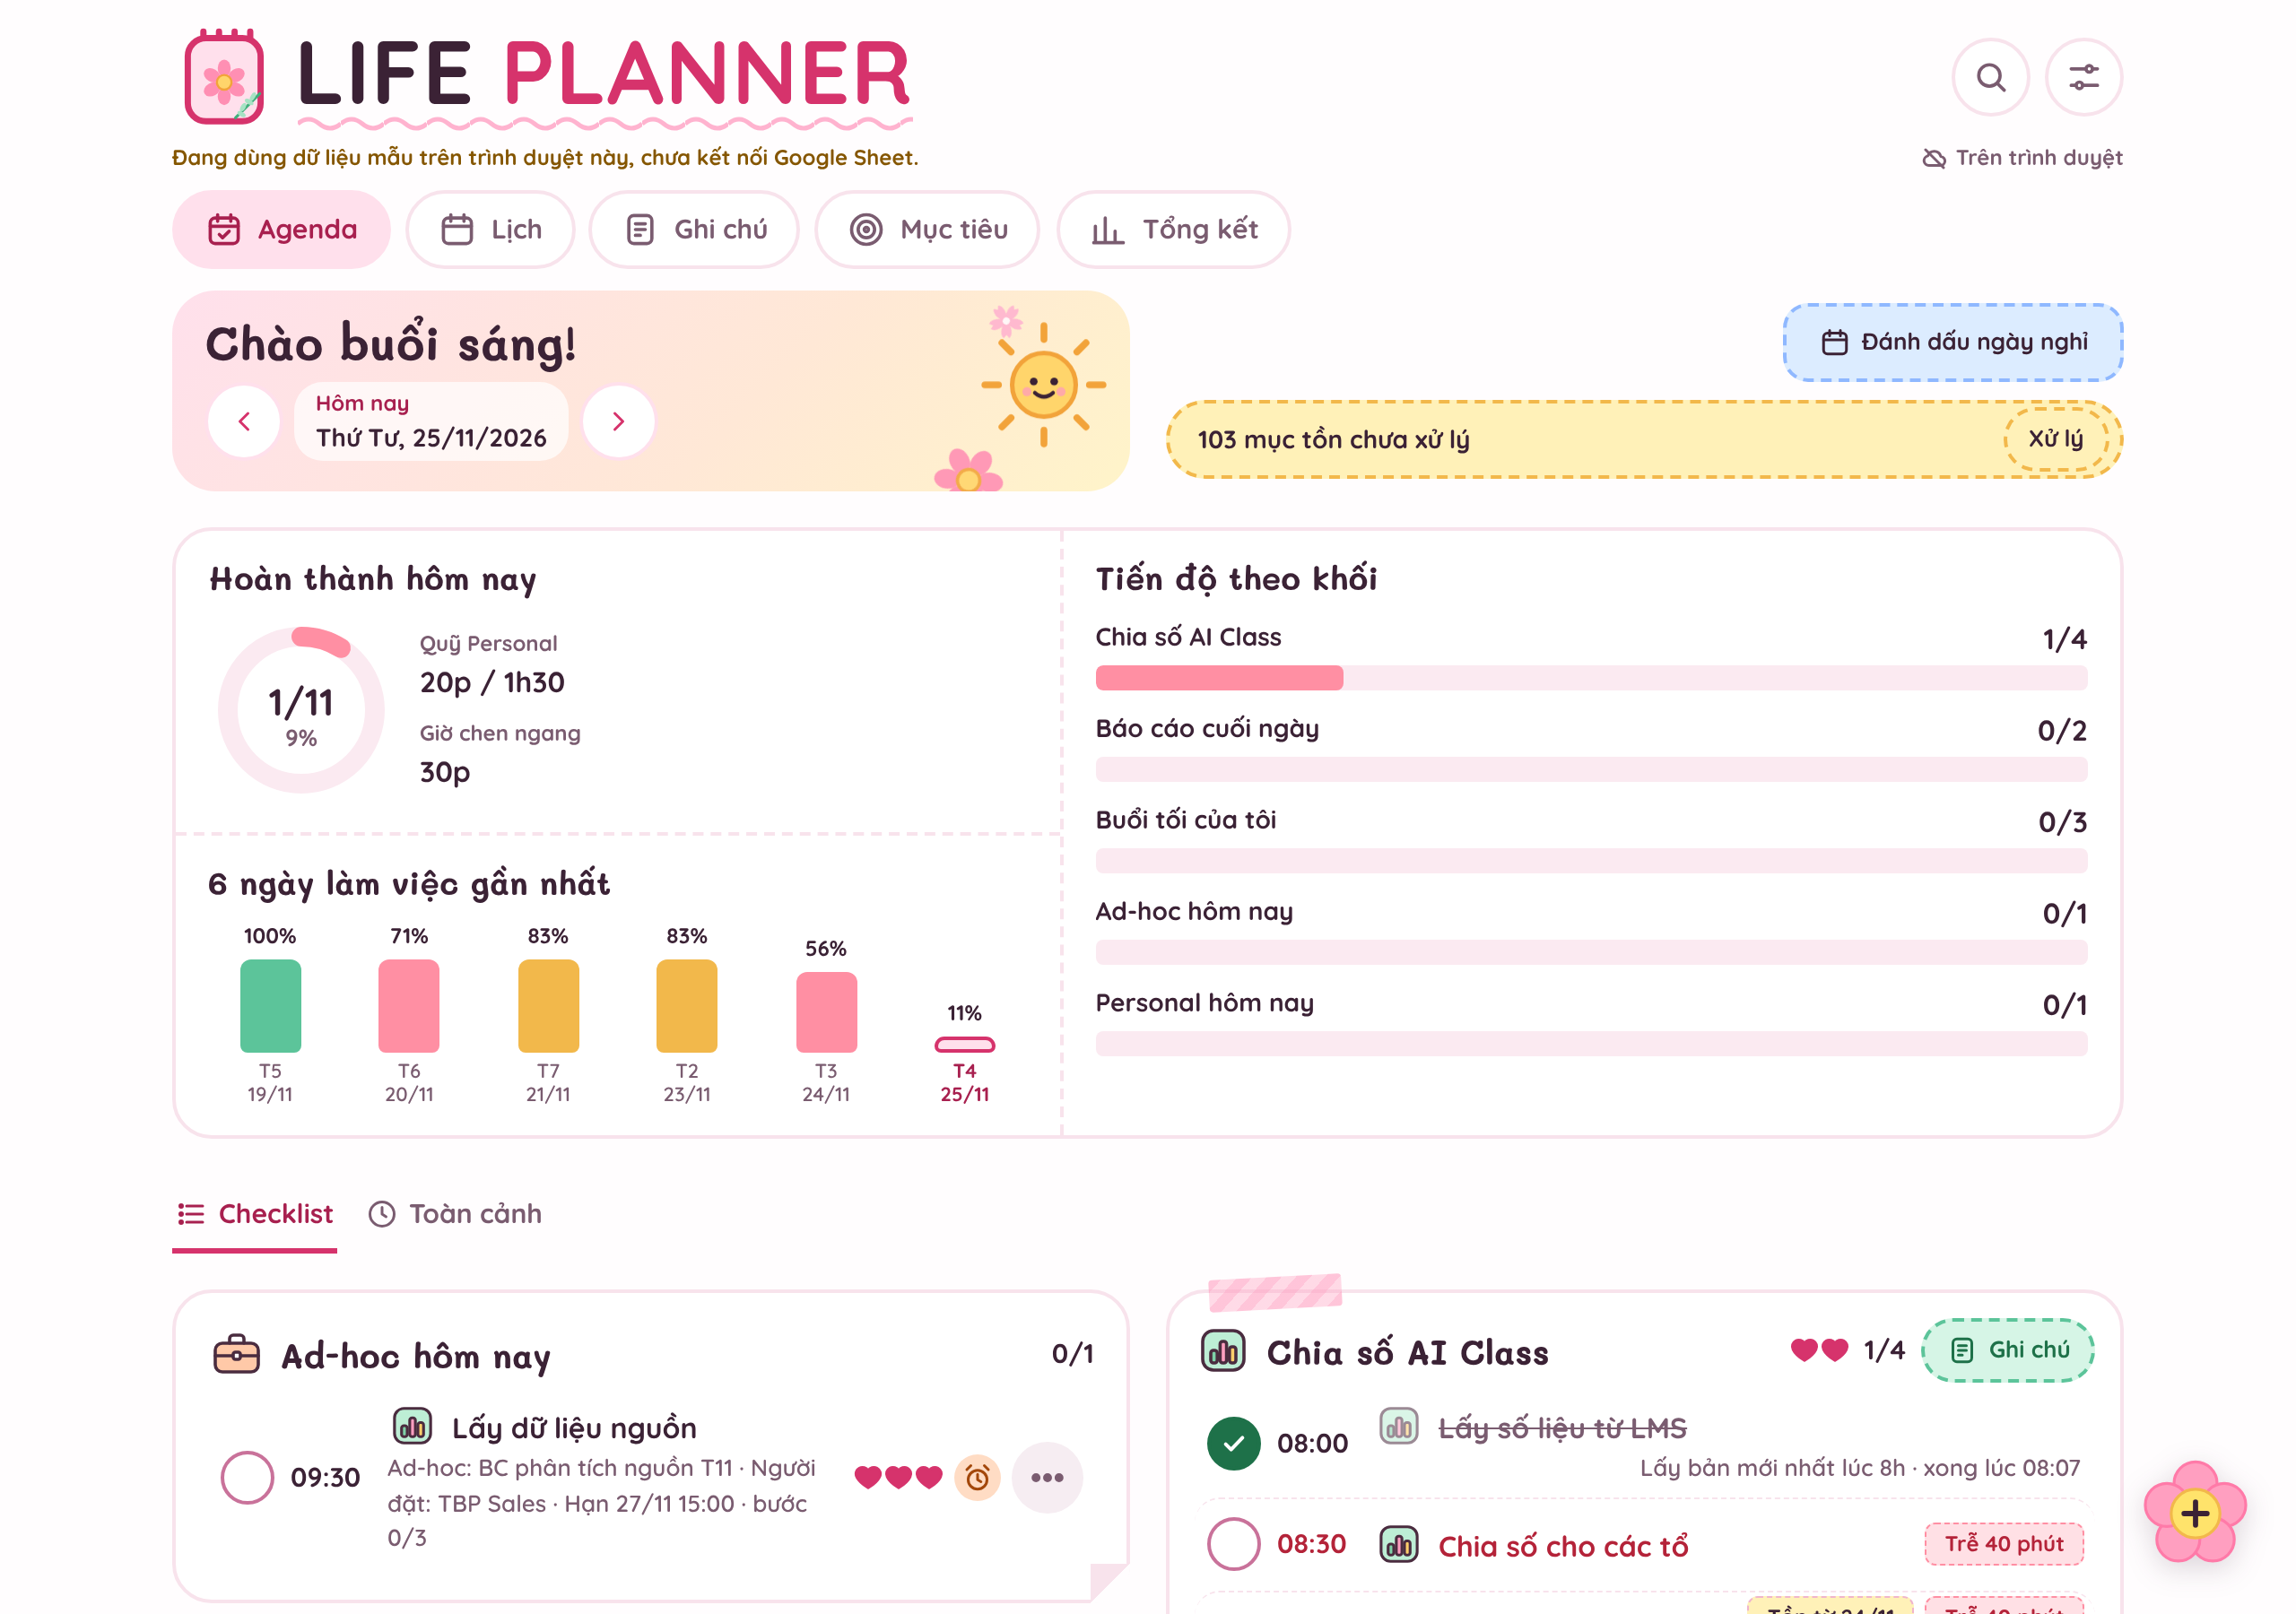 LIFE PLANNER
Đang dùng dữ liệu mẫu trên trình duyệt này, chưa kết nối Google Sheet.
Trên trình duyệt
Agenda
Lịch
Ghi chú
Mục tiêu
Tổng kết
Chào buổi sáng!
Hôm nay
Thứ Tư, 25/11/2026
Đánh dấu ngày nghỉ
103 mục tồn chưa xử lý
Xử lý
Hoàn thành hôm nay
1/11
9%
Quỹ Personal
20p / 1h30
Giờ chen ngang
30p
6 ngày làm việc gần nhất
100%
71%
83%
83%
56%
11%
T5
19/11
T6
20/11
T7
21/11
T2
23/11
T3
24/11
T4
25/11
Tiến độ theo khối
Chia số AI Class
1/4
Báo cáo cuối ngày
0/2
Buổi tối của tôi
0/3
Ad-hoc hôm nay
0/1
Personal hôm nay
0/1
Checklist
Toàn cảnh
Ad-hoc hôm nay
0/1
09:30
Lấy dữ liệu nguồn
Ad-hoc: BC phân tích nguồn T11 · Người
đặt: TBP Sales · Hạn 27/11 15:00 · bước
0/3
Chia số AI Class
1/4
Ghi chú
08:00
Lấy số liệu từ LMS
Lấy bản mới nhất lúc 8h · xong lúc 08:07
08:30
Chia số cho các tổ
Trễ 40 phút
Tồn từ 24/11
Trễ 40 phút